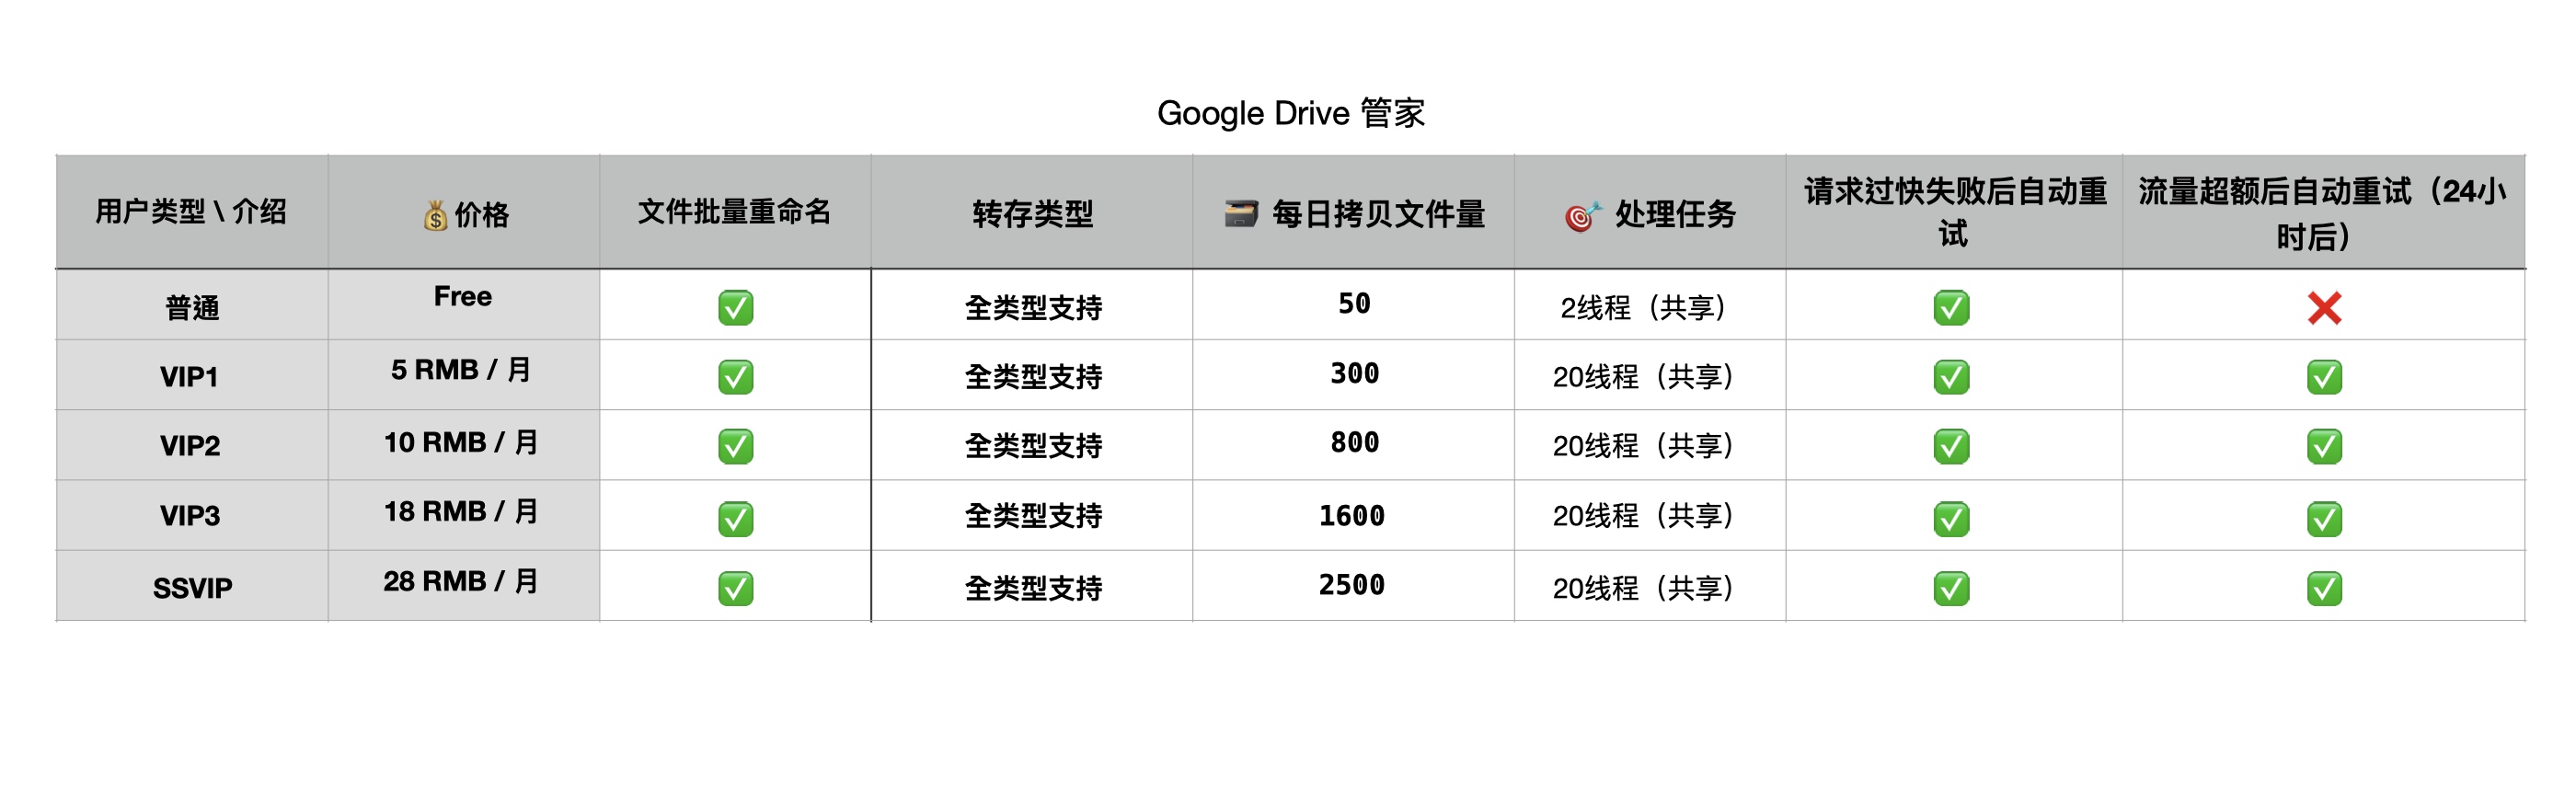 Google Drive 管家
用户类型 \ 介绍
💰价格
文件批量重命名
转存类型
🗃 每日拷贝文件量
🎯 处理任务
请求过快失败后自动重
试
流量超额后自动重试（24小
时后）
普通
Free
✅
全类型支持
50
2线程（共享）
✅
❌
VIP1
5 RMB / 月
✅
全类型支持
300
20线程（共享）
✅
✅
VIP2
10 RMB / 月
✅
全类型支持
800
20线程（共享）
✅
✅
VIP3
18 RMB / 月
✅
全类型支持
1600
20线程（共享）
✅
✅
SSVIP
28 RMB / 月
✅
全类型支持
2500
20线程（共享）
✅
✅